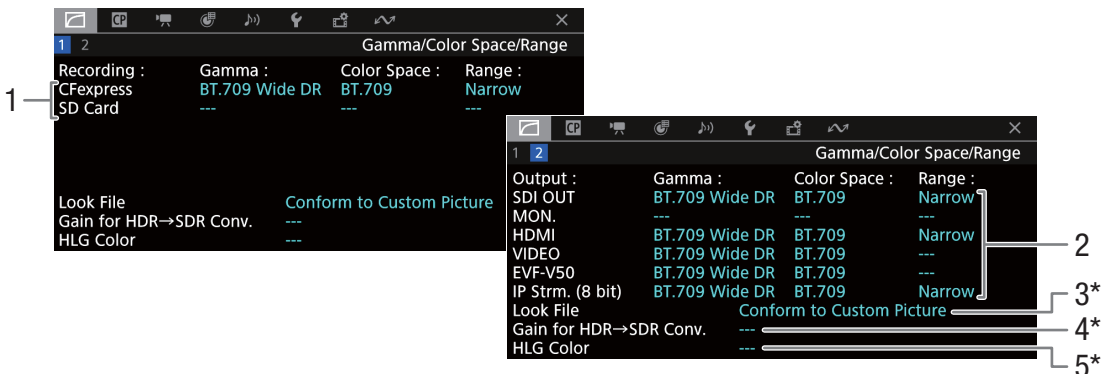 CP
×
1 2 Gamma/Color Space/Range
Recording : Gamma : Color Space : Range :
1
CFexpress BT.709 Wide DR BT.709 Narrow
SD Card --- --- ---
Look File Conform to Custom Picture
Gain for HDR→SDR Conv. ---
HLG Color ---
CP
×
1 2 Gamma/Color Space/Range
Output : Gamma : Color Space : Range :
SDI OUT BT.709 Wide DR BT.709 Narrow
MON. --- --- ---
HDMI BT.709 Wide DR BT.709 Narrow
VIDEO BT.709 Wide DR BT.709 ---
EVF-V50 BT.709 Wide DR BT.709 ---
IP Strm. (8 bit) BT.709 Wide DR BT.709 Narrow
2
Look File Conform to Custom Picture
3*
Gain for HDR→SDR Conv. ---
4*
HLG Color ---
5*